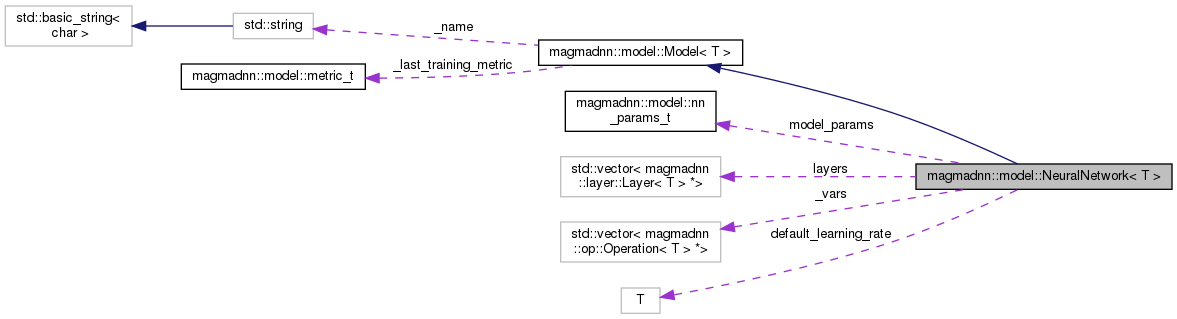 std::basic_string<
char >
std::string
_name
magmadnn::model::Model< T >
_last_training_metric
magmadnn::model::metric_t
magmadnn::model::nn
_params_t
model_params
std::vector< magmadnn
::layer::Layer< T > *>
layers
magmadnn::model::NeuralNetwork< T >
_vars
std::vector< magmadnn
::op::Operation< T > *>
default_learning_rate
T